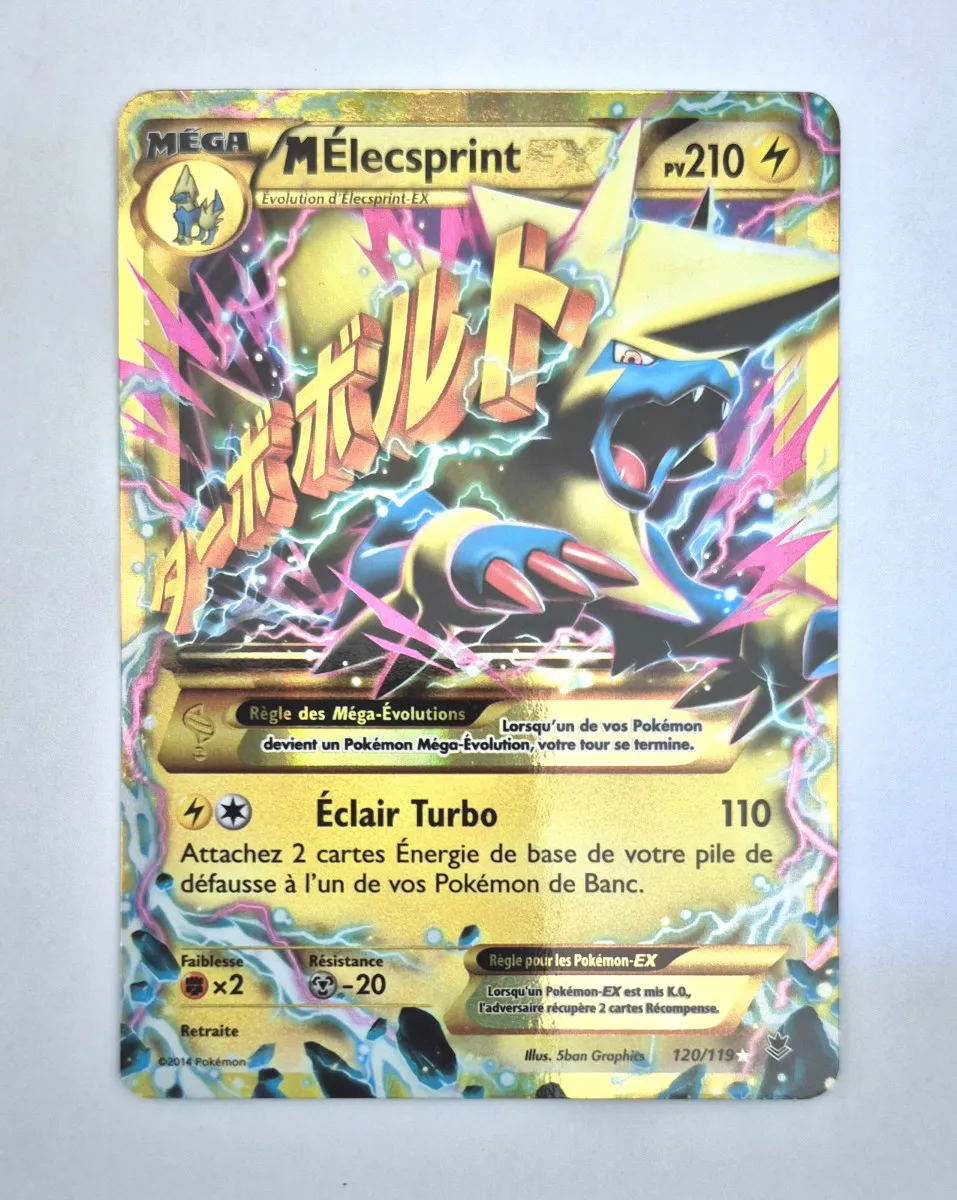 MÉGA
MÉlecsprint EX
PV210
Évolution d'Élecsprint-EX
ターボボルト
Règle des Méga-Évolutions
Lorsqu'un de vos Pokémon
devient un Pokémon Méga-Évolution, votre tour se termine.
Éclair Turbo 110
Attachez 2 cartes Énergie de base de votre pile de
défausse à l'un de vos Pokémon de Banc.
Faiblesse Résistance
×2 -20
Retraite
Règle pour les Pokémon-EX
Lorsqu'un Pokémon-EX est mis K.O.,
l'adversaire récupère 2 cartes Récompense.
©2014 Pokémon
Illus. 5ban Graphics 120/119